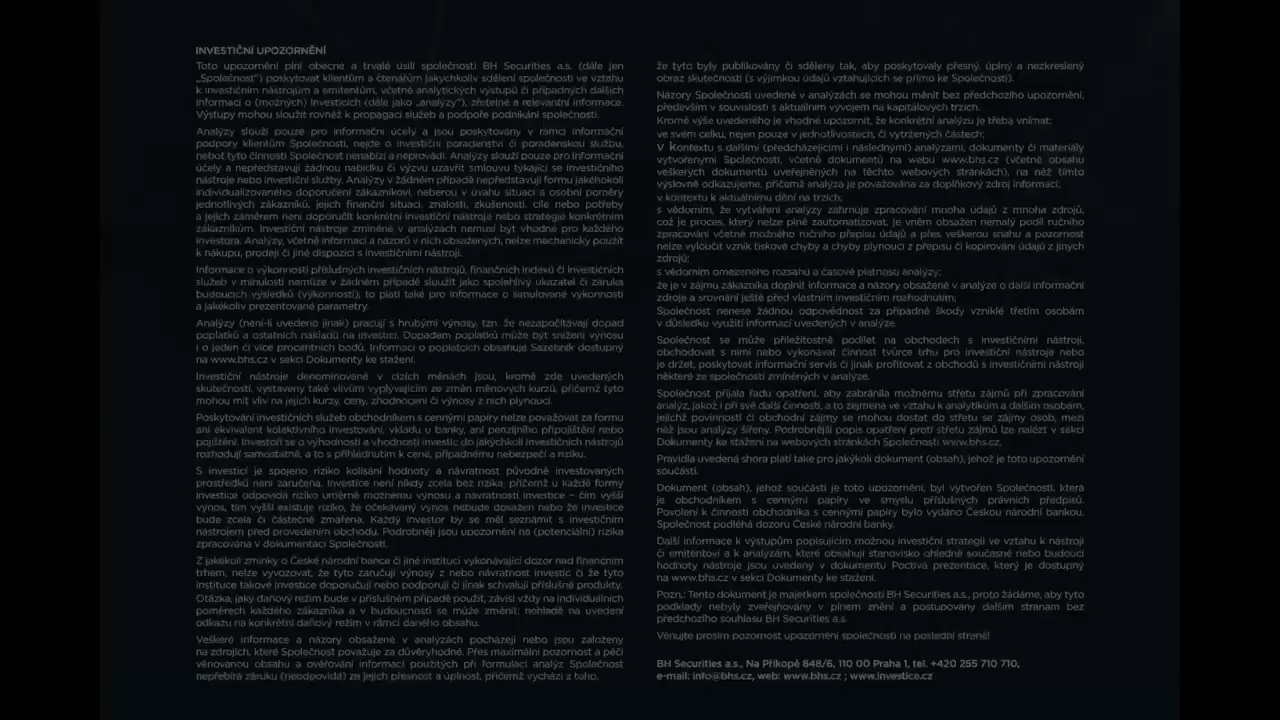 INVESTIČNÍ UPOZORNĚNÍ
Toto upozornění plní obecné a trvalé úsilí společnosti BH Securities a.s. (dále jen
„Společnost“) poskytovat klientům a čtenářům jakýchkoliv sdělení společnosti ve vztahu
k investičním nástrojům a emitentům, včetně analytických výstupů či případných dalších
informací o (možných) investicích (dále jako „analýzy“), zřetelné a relevantní informace.
Výstupy mohou sloužit rovněž k propagaci služeb a podpoře podnikání společnosti.
Analýzy slouží pouze pro informační účely a jsou poskytovány v rámci informační
podpory klientům Společnosti, nejde o investiční poradenství či poradenskou službu,
neboť tyto činnosti Společnost nenabízí a neprovádí. Analýzy slouží pouze pro informační
účely a nepředstavují žádnou nabídku či výzvu uzavřít smlouvu týkající se investičního
nástroje nebo investiční služby. Analýzy v žádném případě nepředstavují formu jakéhokoli
individualizovaného doporučení zákazníkovi, neberou v úvahu situaci a osobní poměry
jednotlivých zákazníků, jejich finanční situaci, znalosti, zkušenosti, cíle nebo potřeby
a jejich záměrem není doporučit konkrétní investiční nástroje nebo strategie konkrétním
zákazníkům. Investiční nástroje zmíněné v analýzách nemusí být vhodné pro každého
investora. Analýzy, včetně informací a názorů v nich obsažených, nelze mechanicky použít
k nákupu, prodeji či jiné dispozici s investičními nástroji.
Informace o výkonnosti příslušných investičních nástrojů, finančních indexů či investičních
služeb v minulosti nemůže v žádném případě sloužit jako spolehlivý ukazatel či záruka
budoucích výsledků (výkonnosti); to platí také pro informace o simulované výkonnosti
a jakékoliv prezentované parametry.
Analýzy (není-li uvedeno jinak) pracují s hrubými výnosy, tzn. že nezapočítávají dopad
poplatků a ostatních nákladů na investici. Dopadem poplatků může být snížení výnosu
i o jeden či více procentních bodů. Informaci o poplatcích obsahuje Sazebník dostupný
na www.bhs.cz v sekci Dokumenty ke stažení.
Investiční nástroje denominované v cizích měnách jsou, kromě zde uvedených
skutečností, vystaveny také vlivům vyplývajícím ze změn měnových kurzů, přičemž tyto
mohou mít vliv na jejich kurzy, ceny, zhodnocení či výnosy z nich plynoucí.
Poskytování investičních služeb obchodníkem s cennými papíry nelze považovat za formu
ani ekvivalent kolektivního investování, vkladu u banky, ani penzijního připojištění nebo
pojištění. Investoři se o výhodnosti a vhodnosti investic do jakýchkoli investičních nástrojů
rozhodují samostatně, a to s přihlédnutím k ceně, případnému nebezpečí a riziku.
S investicí je spojeno riziko kolísání hodnoty a návratnost původně investovaných
prostředků není zaručena. Investice není nikdy zcela bez rizika, přičemž u každé formy
investice odpovídá riziko úměrně možnému výnosu a návratnosti investice – čím vyšší
výnos, tím vyšší existuje riziko, že očekávaný výnos nebude dosažen nebo že investice
bude zcela či částečně zmařena. Každý investor by se měl seznámit s investičním
nástrojem před provedením obchodu. Podrobněji jsou upozornění na (potenciální) rizika
zpracována v dokumentaci Společnosti.
Z jakékoli zmínky o České národní bance či jiné instituci vykonávající dozor nad finančním
trhem, nelze vyvozovat, že tyto zaručují výnosy z nebo návratnost investic či že tyto
instituce takové investice doporučují nebo podporují či jinak schvalují příslušné produkty.
Otázka, jaký daňový režim bude v příslušném případě použit, závisí vždy na individuálních
poměrech každého zákazníka a v budoucnosti se může změnit; nehledě na uvedení
odkazu na konkrétní daňový režim v rámci daného obsahu.
Veškeré informace a názory obsažené v analýzách pocházejí nebo jsou založeny
na zdrojích, které Společnost považuje za důvěryhodné. Přes maximální pozornost a péči
věnovanou obsahu a ověřování informací použitých při formulaci analýz Společnost
nepřebírá záruku (neodpovídá) za jejich přesnost a úplnost, přičemž vychází z toho,
že tyto byly publikovány či sděleny tak, aby poskytovaly přesný, úplný a nezkreslený
obraz skutečnosti (s výjimkou údajů vztahujících se přímo ke Společnosti).
Názory Společnosti uvedené v analýzách se mohou měnit bez předchozího upozornění,
především v souvislosti s aktuálním vývojem na kapitálových trzích.
Kromě výše uvedeného je vhodné upozornit, že konkrétní analýzu je třeba vnímat:
ve svém celku, nejen pouze v jednotlivostech, či vytržených částech;
v kontextu s dalšími (předcházejícími i následnými) analýzami, dokumenty či materiály
vytvořenými Společností, včetně dokumentů na webu www.bhs.cz (včetně obsahu
veškerých dokumentů uveřejněných na těchto webových stránkách), na něž tímto
výslovně odkazujeme, přičemž analýza je považována za doplňkový zdroj informací;
v kontextu k aktuálnímu dění na trzích;
s vědomím, že vytváření analýzy zahrnuje zpracování mnoha údajů z mnoha zdrojů,
což je proces, který nelze plně zautomatizovat, je v něm obsažen nemalý podíl ručního
zpracování včetně možného ručního přepisu údajů a přes veškerou snahu a pozornost
nelze vyloučit vznik tiskové chyby a chyby plynoucí z přepisu či kopírování údajů z jiných
zdrojů;
s vědomím omezeného rozsahu a časové platnosti analýzy;
že je v zájmu zákazníka doplnit informace a názory obsažené v analýze o další informační
zdroje a srovnání ještě před vlastním investičním rozhodnutím;
Společnost nenese žádnou odpovědnost za případné škody vzniklé třetím osobám
v důsledku využití informací uvedených v analýze.
Společnost se může příležitostně podílet na obchodech s investičními nástroji,
obchodovat s nimi nebo vykonávat činnost tvůrce trhu pro investiční nástroje nebo
je držet, poskytovat informační servis či jinak profitovat z obchodů s investičními nástroji
některé ze společností zmíněných v analýze.
Společnost přijala řadu opatření, aby zabránila možnému střetu zájmů při zpracování
analýz, jakož i při své další činnosti, a to zejména ve vztahu k analytikům a dalším osobám,
jejichž povinnosti či obchodní zájmy se mohou dostat do střetu se zájmy osob, mezi
něž jsou analýzy šířeny. Podrobnější popis opatření proti střetu zájmů lze nalézt v sekci
Dokumenty ke stažení na webových stránkách Společnosti www.bhs.cz.
Pravidla uvedená shora platí také pro jakýkoli dokument (obsah), jehož je toto upozornění
součástí.
Dokument (obsah), jehož součástí je toto upozornění, byl vytvořen Společností, která
je obchodníkem s cennými papíry ve smyslu příslušných právních předpisů.
Povolení k činnosti obchodníka s cennými papíry bylo vydáno Českou národní bankou.
Společnost podléhá dozoru České národní banky.
Další informace k výstupům popisujícím možnou investiční strategii ve vztahu k nástroji
či emitentovi a k analýzám, které obsahují stanovisko ohledně současné nebo budoucí
hodnoty nástroje jsou uvedeny v dokumentu Poctivá prezentace, který je dostupný
na www.bhs.cz v sekci Dokumenty ke stažení.
Pozn.: Tento dokument je majetkem společnosti BH Securities a.s., proto žádáme, aby tyto
podklady nebyly zveřejňovány v plném znění a postupovány dalším stranám bez
předchozího souhlasu BH Securities a.s.
Věnujte prosím pozornost upozornění společnosti na poslední straně!
BH Securities a.s., Na Příkopě 848/6, 110 00 Praha 1, tel. +420 255 710 710,
e-mail: info@bhs.cz, web: www.bhs.cz ; www.investice.cz